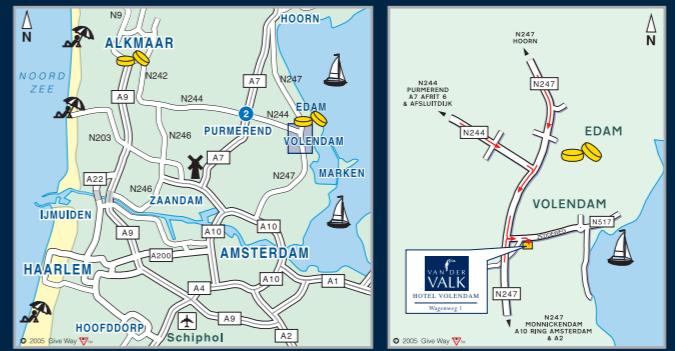 N9
HOORN
N
ALKMAAR
NOORD
ZEE
N242
A7
N247
A9
N244
N244
EDAM
2
PURMEREND
VOLENDAM
N203
N246
A7
MARKEN
N247
A22
N246
ZAANDAM
IJMUIDEN
A9
A10
A10
A200
AMSTERDAM
HAARLEM
A4
A10
A1
A9
A2
HOOFDDORP
Schiphol
© 2005 Give Way
N247
HOORN
N
N244
PURMEREND
A7 AFRIT 6
& AFSLUITDIJK
N247
N244
EDAM
VOLENDAM
N517
VAN DER
VALK
HOTEL VOLENDAM
Wagenweg 1
N247
N247
MONNICKENDAM
A10 RING AMSTERDAM
& A2
© 2005 Give Way